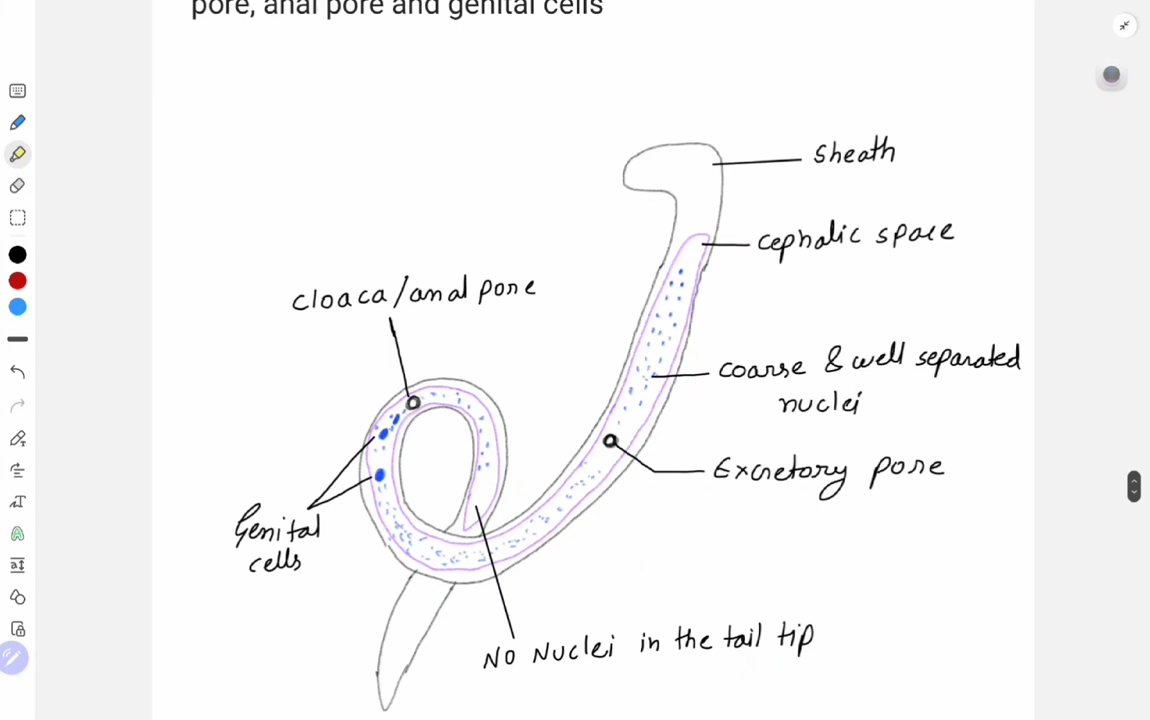 pore, anal pore and genital cells
Sheath
cephalic space
cloaca/anal pore
coarse & well separated
nuclei
Excretory pore
Genital
cells
No Nuclei in the tail tip